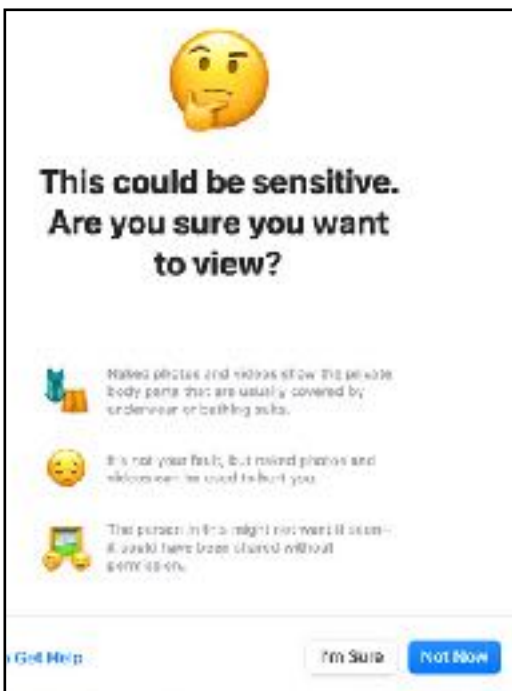 This could be sensitive.
Are you sure you want
to view?
Naked photos and videos show the private
body parts that are usually covered by
underwear or bathing suits.
It's not your fault, but naked photos and
videos can be used to hurt you.
The person in this might not want it seen—
it could have been shared without
permission.
Get Help
I'm Sure
Not Now